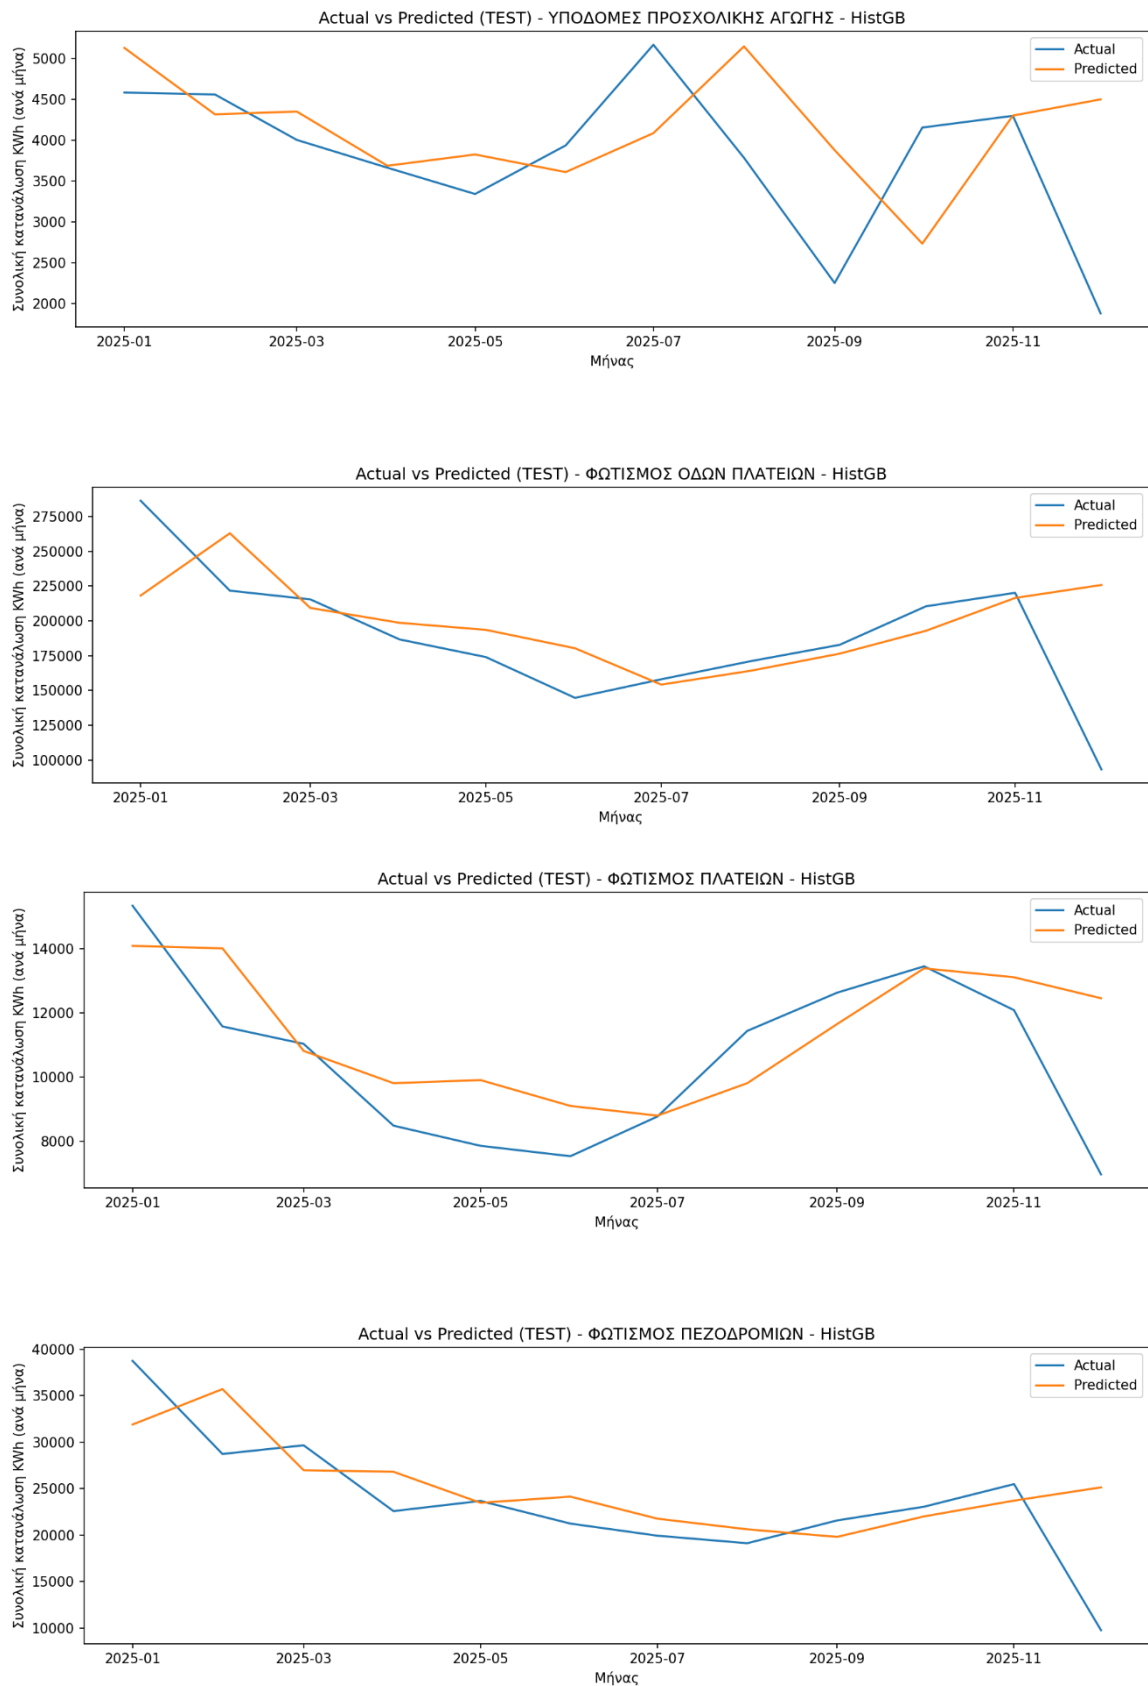 Actual vs Predicted (TEST) - ΥΠΟΔΟΜΕΣ ΠΡΟΣΧΟΛΙΚΗΣ ΑΓΩΓΗΣ - HistGB
Συνολική κατανάλωση KWh (ανά μήνα)
5000
4500
4000
3500
3000
2500
2000
Actual
Predicted
2025-01 2025-03 2025-05 2025-07 2025-09 2025-11
Μήνας
Actual vs Predicted (TEST) - ΦΩΤΙΣΜΟΣ ΟΔΩΝ ΠΛΑΤΕΙΩΝ - HistGB
Συνολική κατανάλωση KWh (ανά μήνα)
275000
250000
225000
200000
175000
150000
125000
100000
Actual
Predicted
2025-01 2025-03 2025-05 2025-07 2025-09 2025-11
Μήνας
Actual vs Predicted (TEST) - ΦΩΤΙΣΜΟΣ ΠΛΑΤΕΙΩΝ - HistGB
Συνολική κατανάλωση KWh (ανά μήνα)
14000
12000
10000
8000
Actual
Predicted
2025-01 2025-03 2025-05 2025-07 2025-09 2025-11
Μήνας
Actual vs Predicted (TEST) - ΦΩΤΙΣΜΟΣ ΠΕΖΟΔΡΟΜΙΩΝ - HistGB
Συνολική κατανάλωση KWh (ανά μήνα)
40000
35000
30000
25000
20000
15000
10000
Actual
Predicted
2025-01 2025-03 2025-05 2025-07 2025-09 2025-11
Μήνας